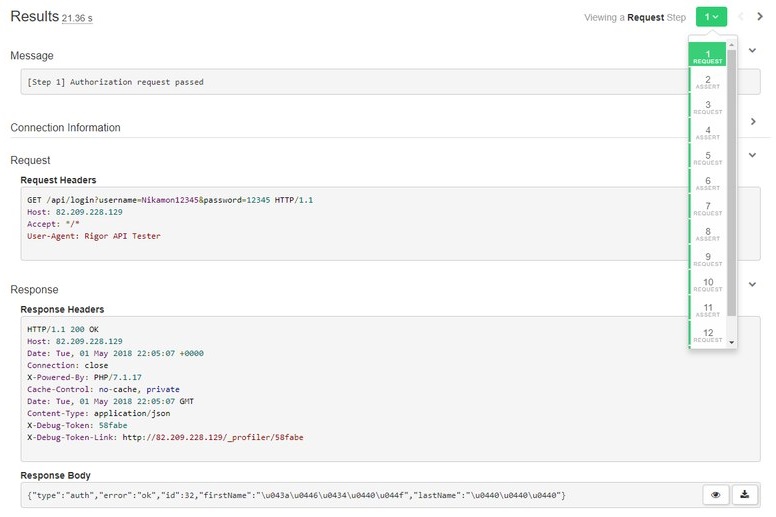 Results 21.36 s
Viewing a Request Step
1
Message
[Step 1] Authorization request passed
Connection Information
Request
Request Headers
GET /api/login?username=Nikamon12345&password=12345 HTTP/1.1
Host: 82.209.228.129
Accept: "/"
User-Agent: Rigor API Tester
Response
Response Headers
HTTP/1.1 200 OK
Host: 82.209.228.129
Date: Tue, 01 May 2018 22:05:07 +0000
Connection: close
X-Powered-By: PHP/7.1.17
Cache-Control: no-cache, private
Date: Tue, 01 May 2018 22:05:07 GMT
Content-Type: application/json
X-Debug-Token: 58fabe
X-Debug-Token-Link: http://82.209.228.129/_profiler/58fabe
Response Body
{"type":"auth","error":"ok","id":32,"firstName":"\u043a\u0446\u0434\u0440\u044f","lastName":"\u0440\u0440\u0440"}
1
REQUEST
2
ASSERT
3
REQUEST
4
ASSERT
5
REQUEST
6
ASSERT
7
REQUEST
8
ASSERT
9
REQUEST
10
REQUEST
11
ASSERT
12
REQUEST